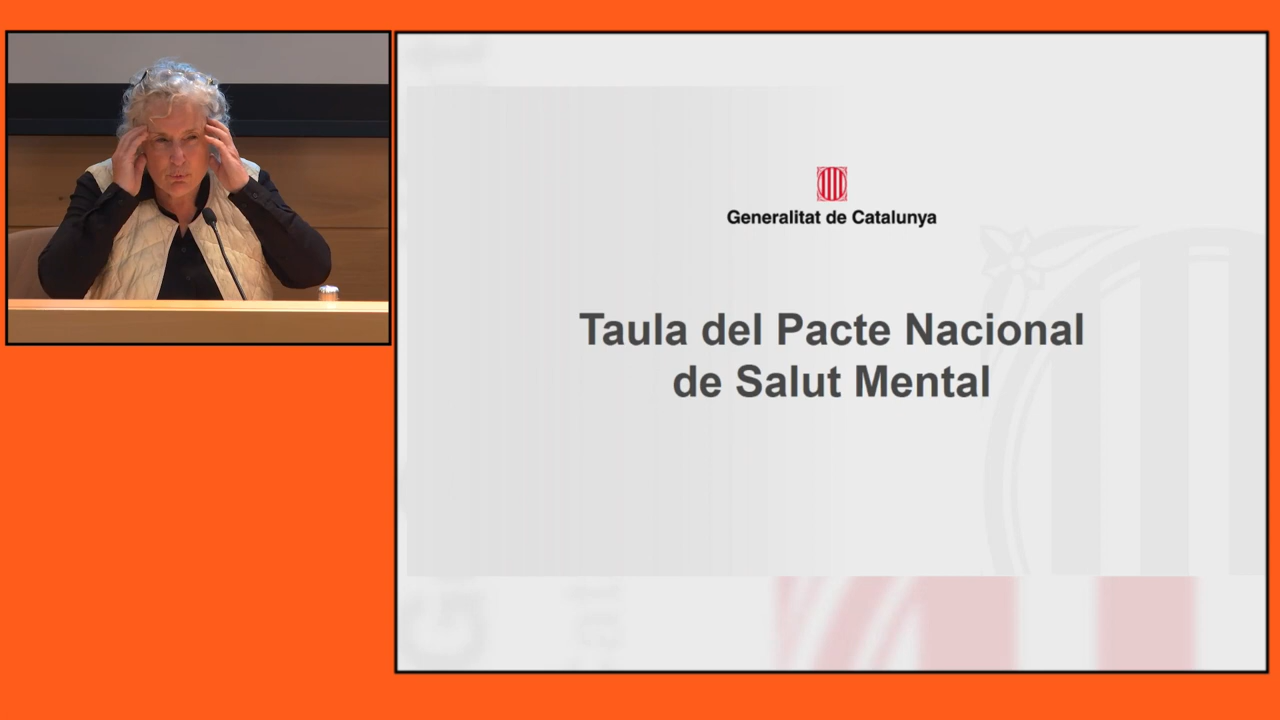 Generalitat de Catalunya
Taula del Pacte Nacional
de Salut Mental